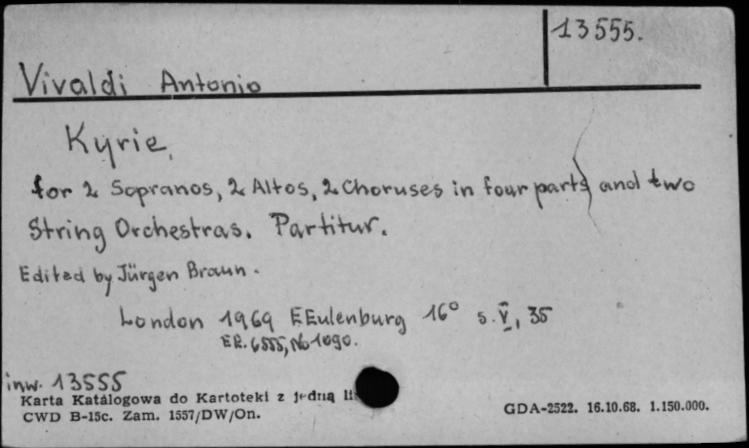 13555.
Vivaldi Antonio
Kyrie,
for 2 Sopranos, 2 Altos, 2 Choruses in four parts and two
String Orchestras. Partitur.
Edited by Jürgen Braun.
London 1969 E Eulenburg 16° s. V, 35
E.E. 6555, No 1090.
inw. 13555
Karta Katalogowa do Kartoteki z jedną
CWD B-15c. Zam. 1557/DW/On.
GDA-2522. 16.10.68. 1.150.000.